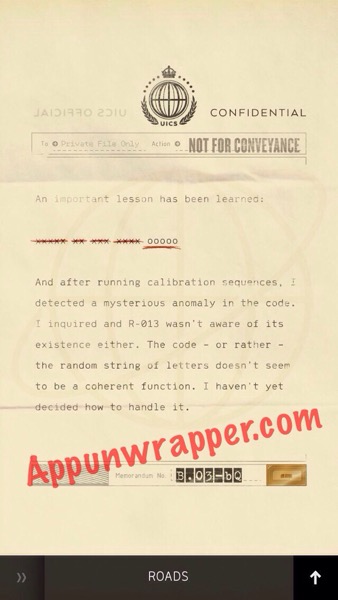 UICS OFFICIAL
UICS
CONFIDENTIAL
To Private File Only Action NOT FOR CONVEYANCE
An important lesson has been learned:
xxxxx xx xxx xxxx ooooo
And after running calibration sequences, I
detected a mysterious anomaly in the code.
I inquired and R-013 wasn't aware of its
existence either. The code - or rather -
the random string of letters doesn't seem
to be a coherent function. I haven't yet
decided how to handle it.
Appunwrapper.com
Memorandum No. B.03-bQ
ROADS